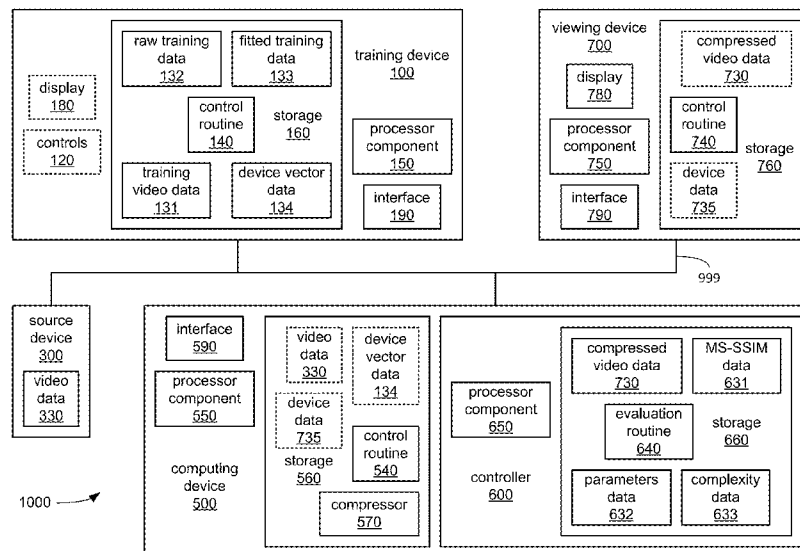 raw training
data
132
fitted training
data
133
training device
100
display
180
controls
120
control
routine
140
storage
160
processor
component
150
training
video data
131
device vector
data
134
interface
190
viewing device
700
display
780
processor
component
750
interface
790
compressed
video data
730
control
routine
740
storage
760
device
data
735
999
source
device
300
video
data
330
interface
590
processor
component
550
computing
device
500
video
data
330
device
vector
data
134
device
data
735
storage
560
control
routine
540
compressor
570
processor
component
650
controller
600
compressed
video data
730
MS-SSIM
data
631
evaluation
routine
640
storage
660
parameters
data
632
complexity
data
633
1000